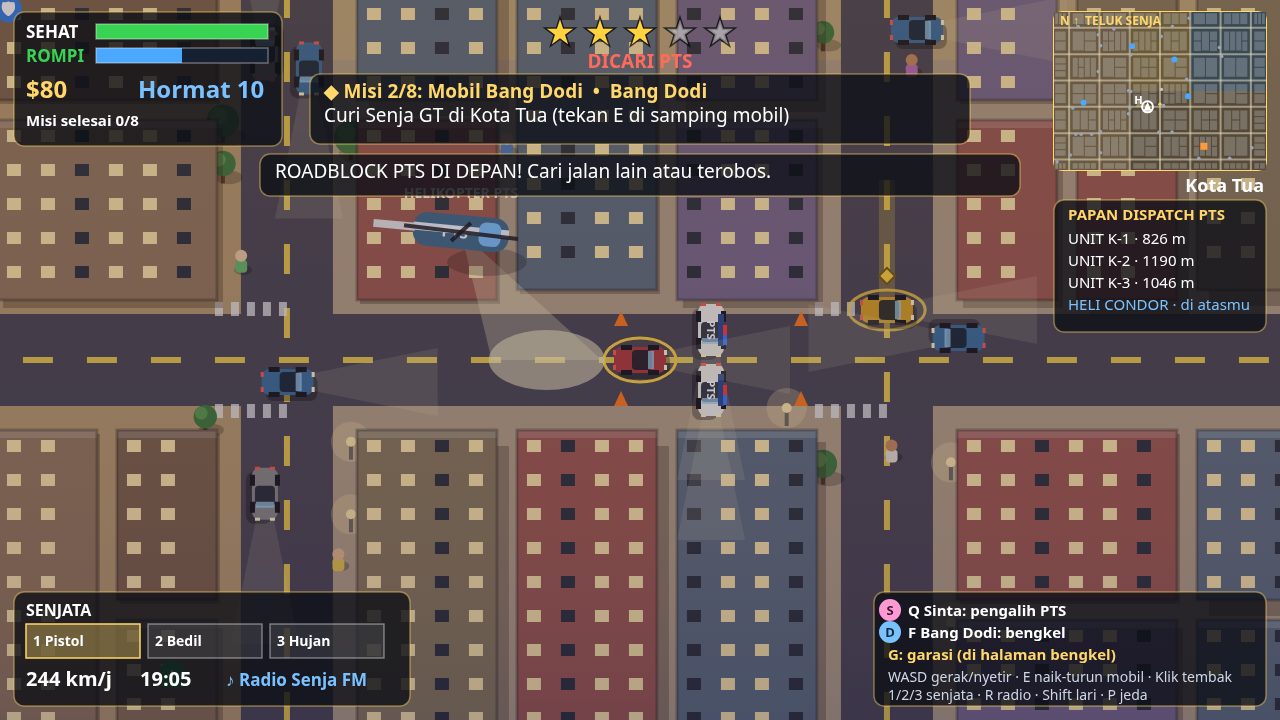 SEHAT
ROMPI
$80 Hormat 10
Misi selesai 0/8
DICARI PTS
◆ Misi 2/8: Mobil Bang Dodi • Bang Dodi
Curi Senja GT di Kota Tua (tekan E di samping mobil)
ROADBLOCK PTS DI DEPAN! Cari jalan lain atau terobos.
HELIKOPTER PTS
N ↑ TELUK SENJA
H
Kota Tua
PAPAN DISPATCH PTS
UNIT K-1 · 826 m
UNIT K-2 · 1190 m
UNIT K-3 · 1046 m
HELI CONDOR · di atasmu
PTS
PTS
SENJATA
1 Pistol 2 Bedil 3 Hujan
244 km/j 19:05 ♪ Radio Senja FM
S Q Sinta: pengalih PTS
D F Bang Dodi: bengkel
G: garasi (di halaman bengkel)
WASD gerak/nyetir · E naik-turun mobil · Klik tembak
1/2/3 senjata · R radio · Shift lari · P jeda